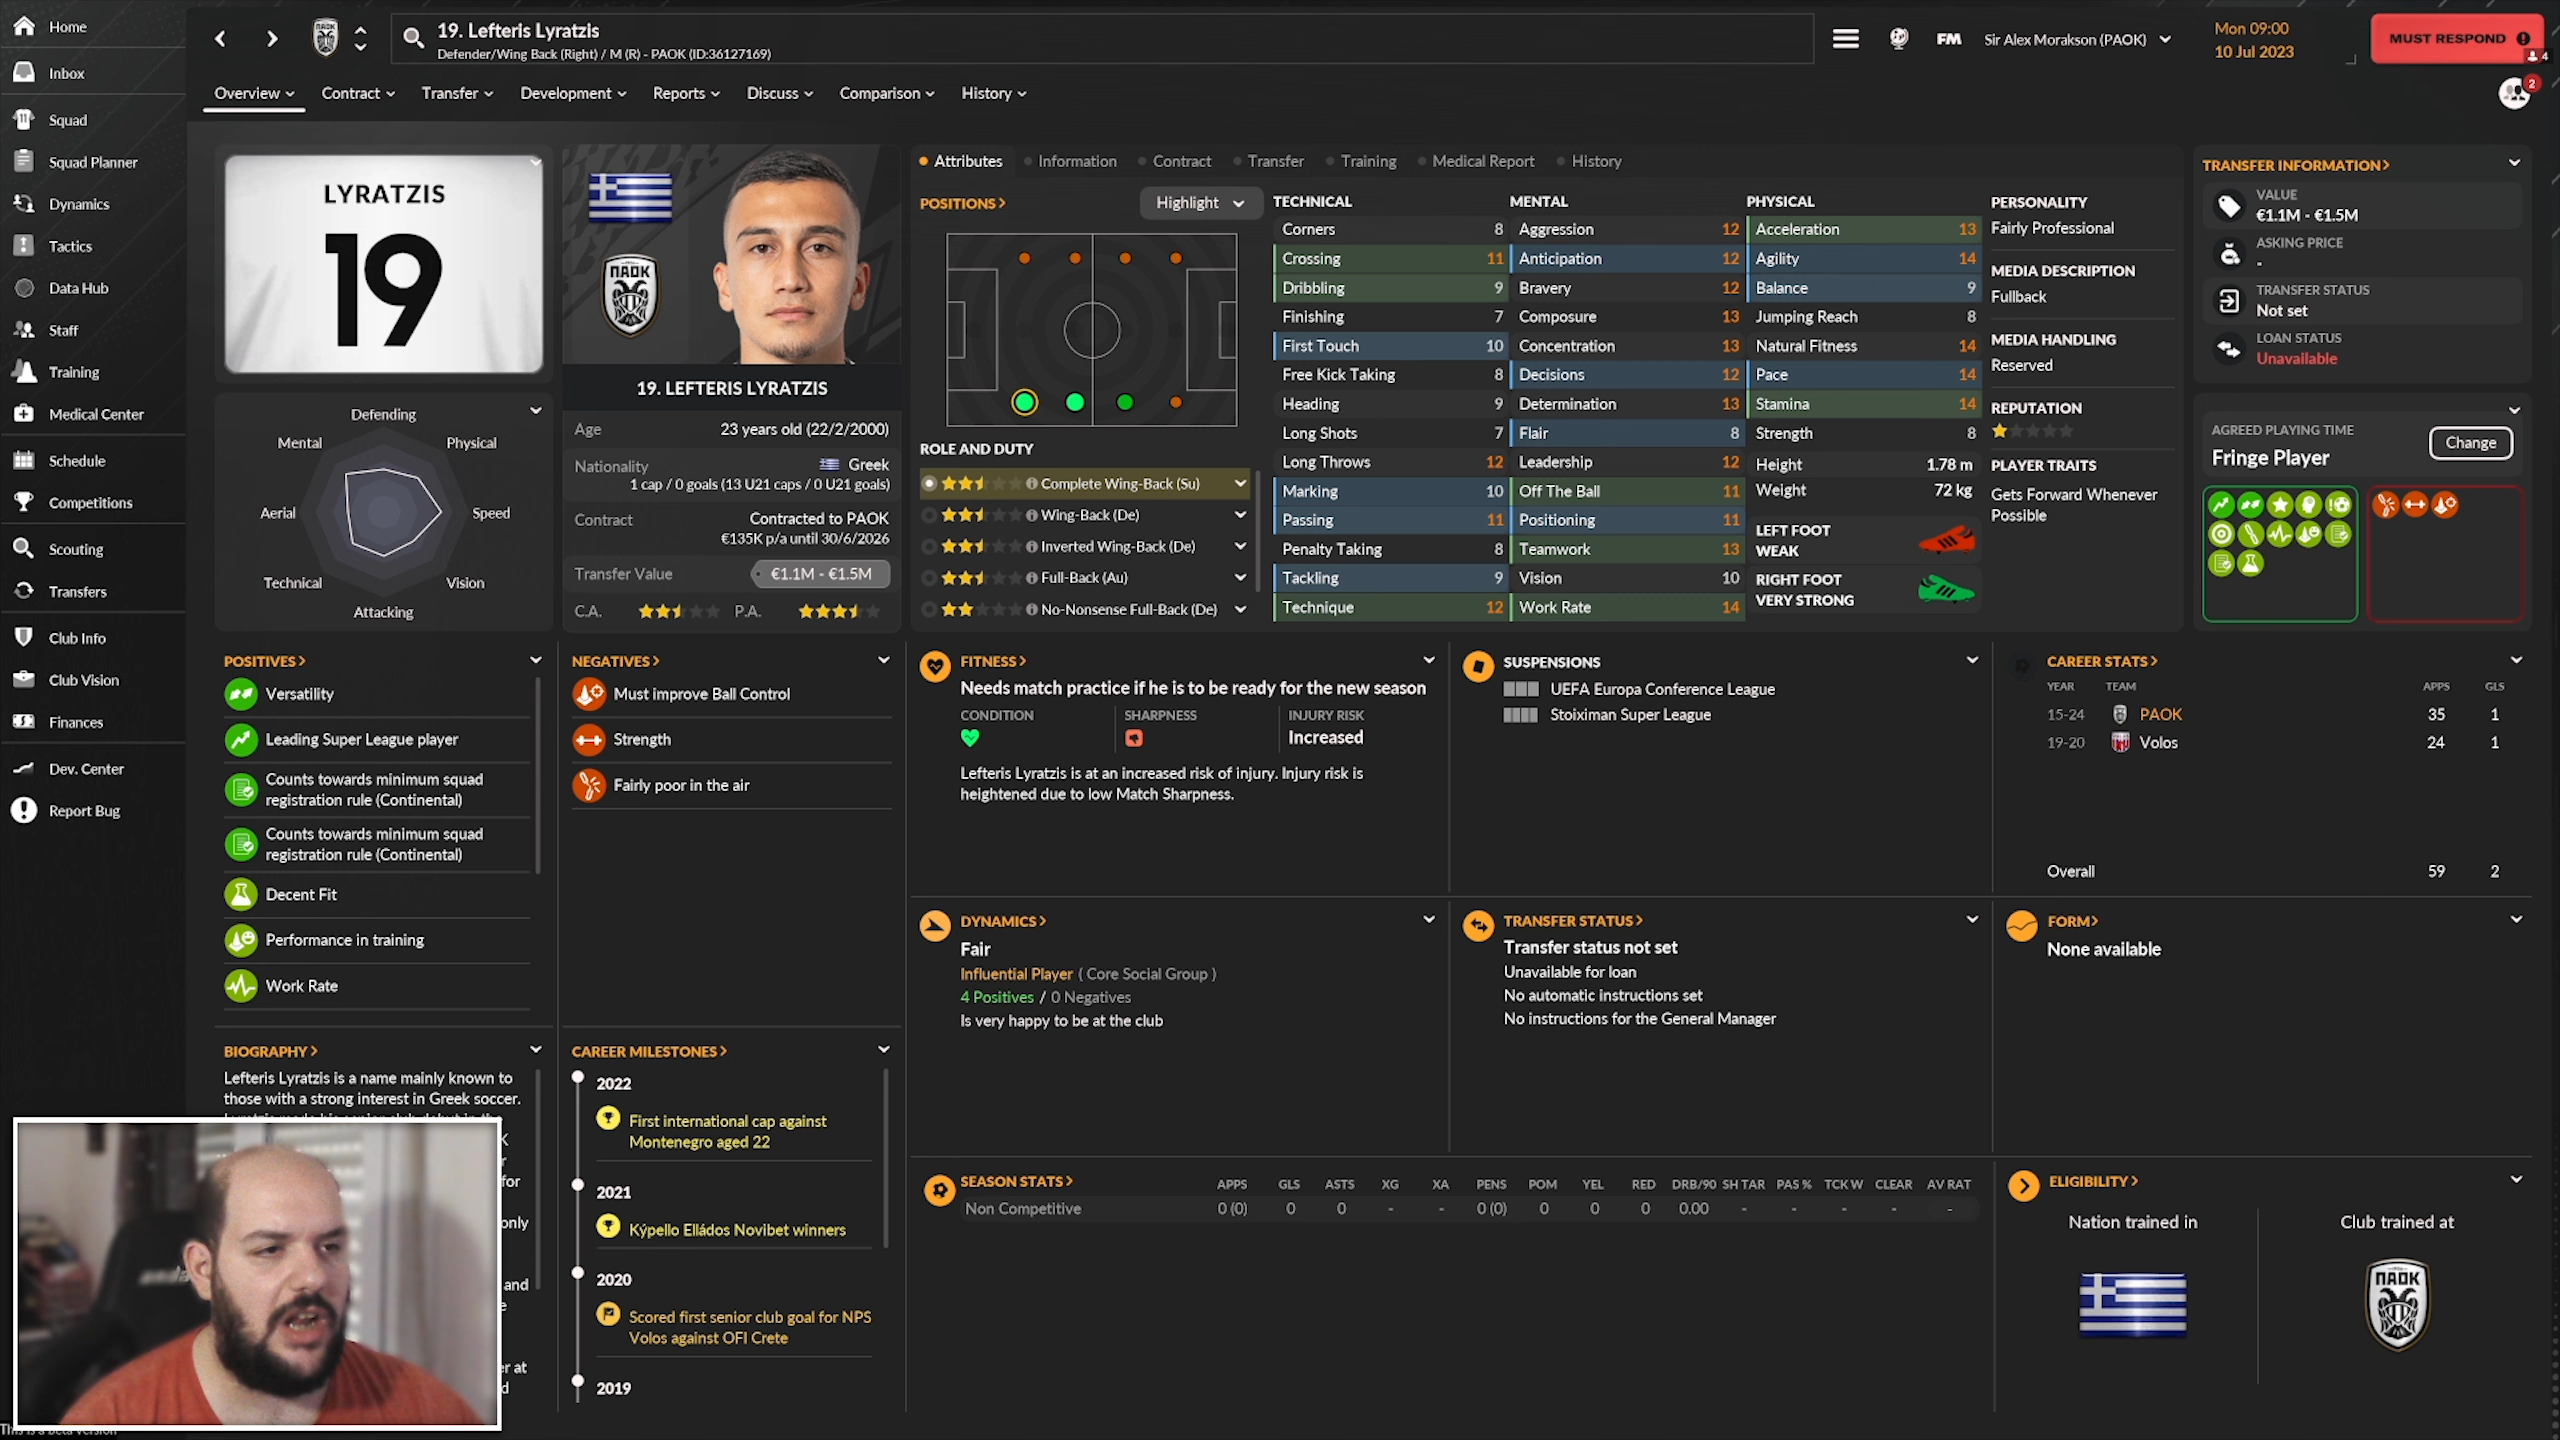 Home
Inbox
Squad
Squad Planner
Dynamics
Tactics
Data Hub
Staff
Training
Medical Center
Schedule
Competitions
Scouting
Transfers
Club Info
Club Vision
Finances
Dev. Center
Report Bug
19. Lefteris Lyratzis
Defender/Wing Back (Right) / M (R) - PAOK (ID:36127169)
FM
Sir Alex Morakson (PAOK)
Mon 09:00
10 Jul 2023
MUST RESPOND
4
2
Overview
Contract
Transfer
Development
Reports
Discuss
Comparison
History
LYRATZIS
19
Defending
Mental
Physical
Aerial
Speed
Technical
Vision
Attacking
ΠΑΟΚ
19. LEFTERIS LYRATZIS
Age 23 years old (22/2/2000)
Nationality Greek
1 cap / 0 goals (13 U21 caps / 0 U21 goals)
Contract Contracted to PAOK
€135K p/a until 30/6/2026
Transfer Value €1.1M - €1.5M
C.A. P.A.
Attributes
Information
Contract
Transfer
Training
Medical Report
History
POSITIONS>
Highlight
ROLE AND DUTY
Complete Wing-Back (Su)
Wing-Back (De)
Inverted Wing-Back (De)
Full-Back (Au)
No-Nonsense Full-Back (De)
TECHNICAL
Corners 8
Crossing 11
Dribbling 9
Finishing 7
First Touch 10
Free Kick Taking 8
Heading 9
Long Shots 7
Long Throws 12
Marking 10
Passing 11
Penalty Taking 8
Tackling 9
Technique 12
MENTAL
Aggression 12
Anticipation 12
Bravery 12
Composure 13
Concentration 13
Decisions 12
Determination 13
Flair 8
Leadership 12
Off The Ball 11
Positioning 11
Teamwork 13
Vision 10
Work Rate 14
PHYSICAL
Acceleration 13
Agility 14
Balance 9
Jumping Reach 8
Natural Fitness 14
Pace 14
Stamina 14
Strength 8
Height 1.78 m
Weight 72 kg
LEFT FOOT
WEAK
RIGHT FOOT
VERY STRONG
PERSONALITY
Fairly Professional
MEDIA DESCRIPTION
Fullback
MEDIA HANDLING
Reserved
REPUTATION
PLAYER TRAITS
Gets Forward Whenever
Possible
TRANSFER INFORMATION>
VALUE
€1.1M - €1.5M
ASKING PRICE
-
TRANSFER STATUS
Not set
LOAN STATUS
Unavailable
AGREED PLAYING TIME
Fringe Player
Change
POSITIVES>
Versatility
Leading Super League player
Counts towards minimum squad
registration rule (Continental)
Counts towards minimum squad
registration rule (Continental)
Decent Fit
Performance in training
Work Rate
NEGATIVES>
Must improve Ball Control
Strength
Fairly poor in the air
FITNESS>
Needs match practice if he is to be ready for the new season
CONDITION
SHARPNESS
INJURY RISK
Increased
Lefteris Lyratzis is at an increased risk of injury. Injury risk is
heightened due to low Match Sharpness.
SUSPENSIONS
UEFA Europa Conference League
Stoiximan Super League
CAREER STATS>
YEAR TEAM APPS GLS
15-24 PAOK 35 1
19-20 Volos 24 1
Overall 59 2
DYNAMICS>
Fair
Influential Player ( Core Social Group )
4 Positives / 0 Negatives
Is very happy to be at the club
TRANSFER STATUS>
Transfer status not set
Unavailable for loan
No automatic instructions set
No instructions for the General Manager
FORM>
None available
BIOGRAPHY>
Lefteris Lyratzis is a name mainly known to
those with a strong interest in Greek soccer.
for
only
and
at
CAREER MILESTONES>
2022
First international cap against
Montenegro aged 22
2021
Kýpello Elládos Novibet winners
2020
Scored first senior club goal for NPS
Volos against OFI Crete
2019
SEASON STATS>
APPS GLS ASTS XG XA PENS POM YEL RED DRB/90 SH TAR PAS % TCK W CLEAR AV RAT
Non Competitive 0 (0) 0 0 - - 0 (0) 0 0 0 0.00 - - - - -
ELIGIBILITY>
Nation trained in
Club trained at
ΠΑΟΚ
This is a beta version